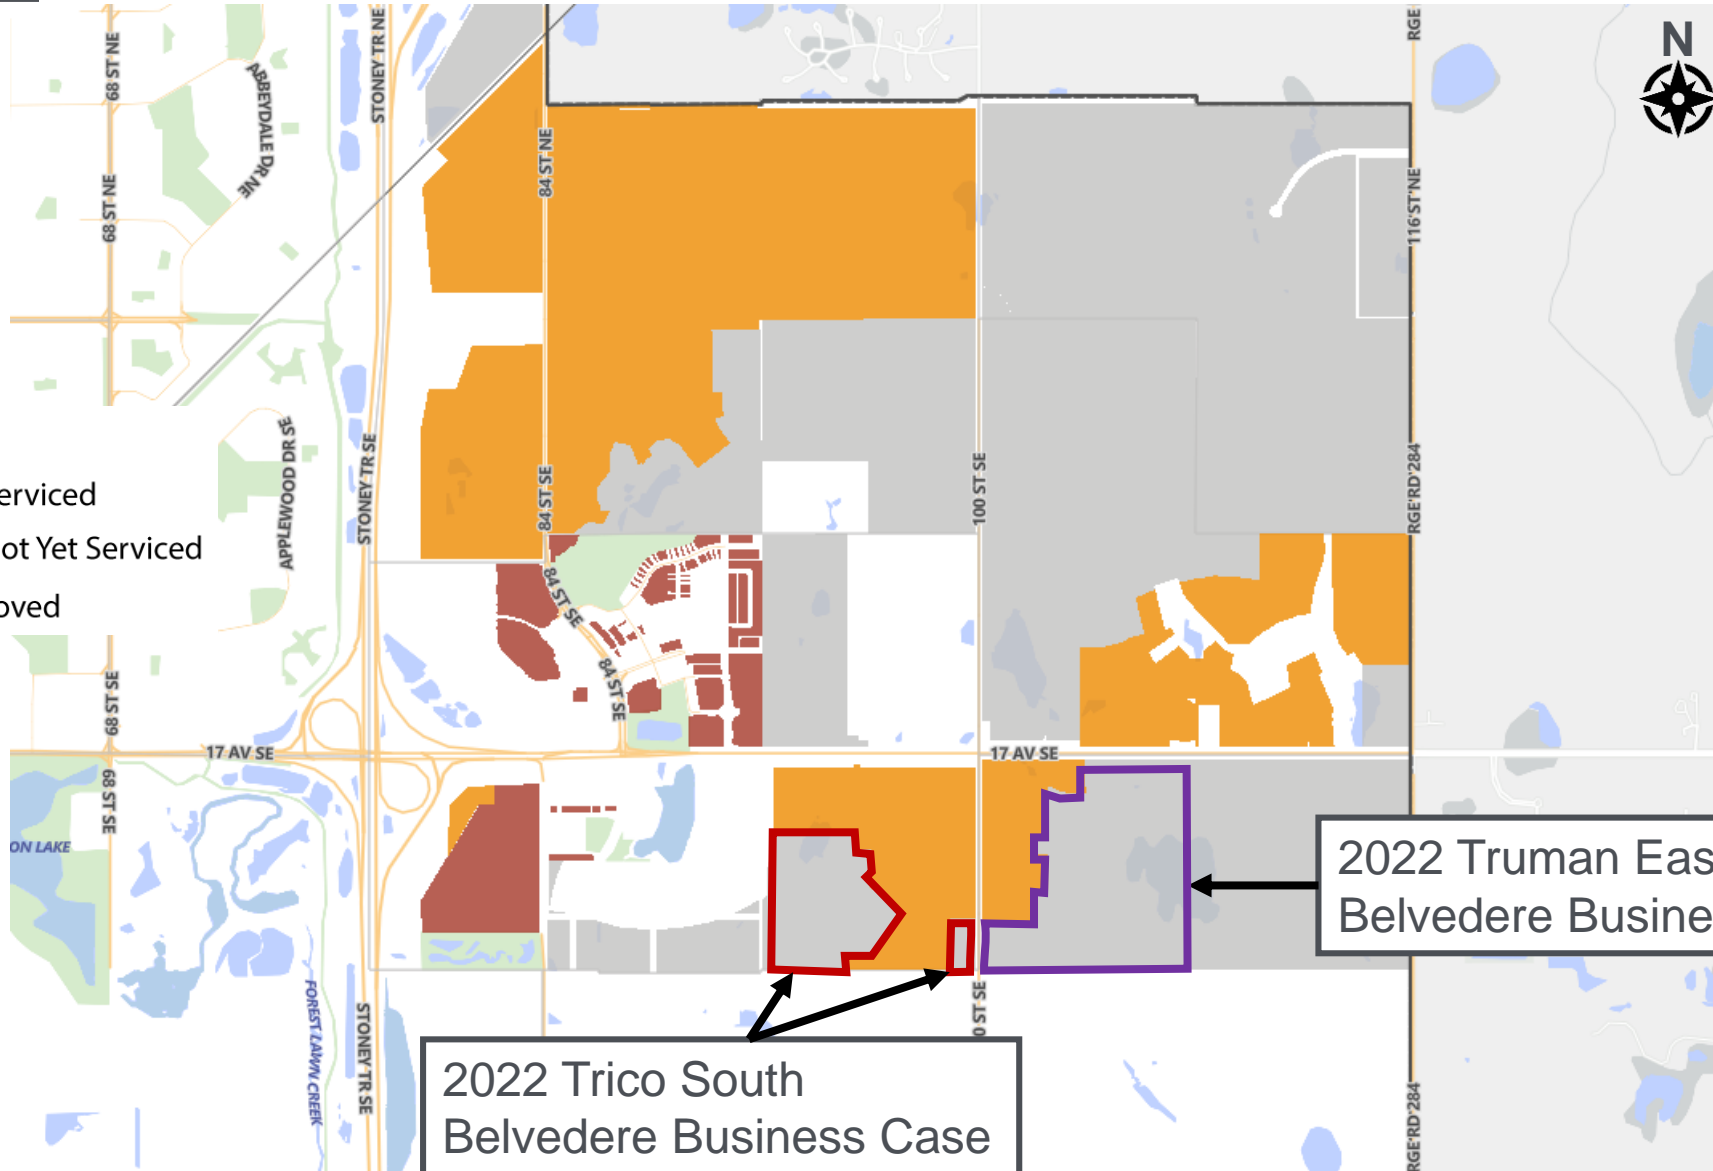 N
68 ST NE
ABBEYDALE DR NE
STONEY TR NE
RGE
84 ST NE
68 ST NE
116 ST NE
APPLEWOOD DR SE
STONEY TR SE
84 ST SE
100 ST SE
RGE RD 284
erviced
ot Yet Serviced
oved
84 ST SE
84 ST SE
68 ST SE
17 AV SE
17 AV SE
68 ST SE
ON LAKE
2022 Truman Eas
Belvedere Busine
FOREST LAWN CREEK
STONEY TR SE
0 ST SE
2022 Trico South
Belvedere Business Case
RGE RD 284